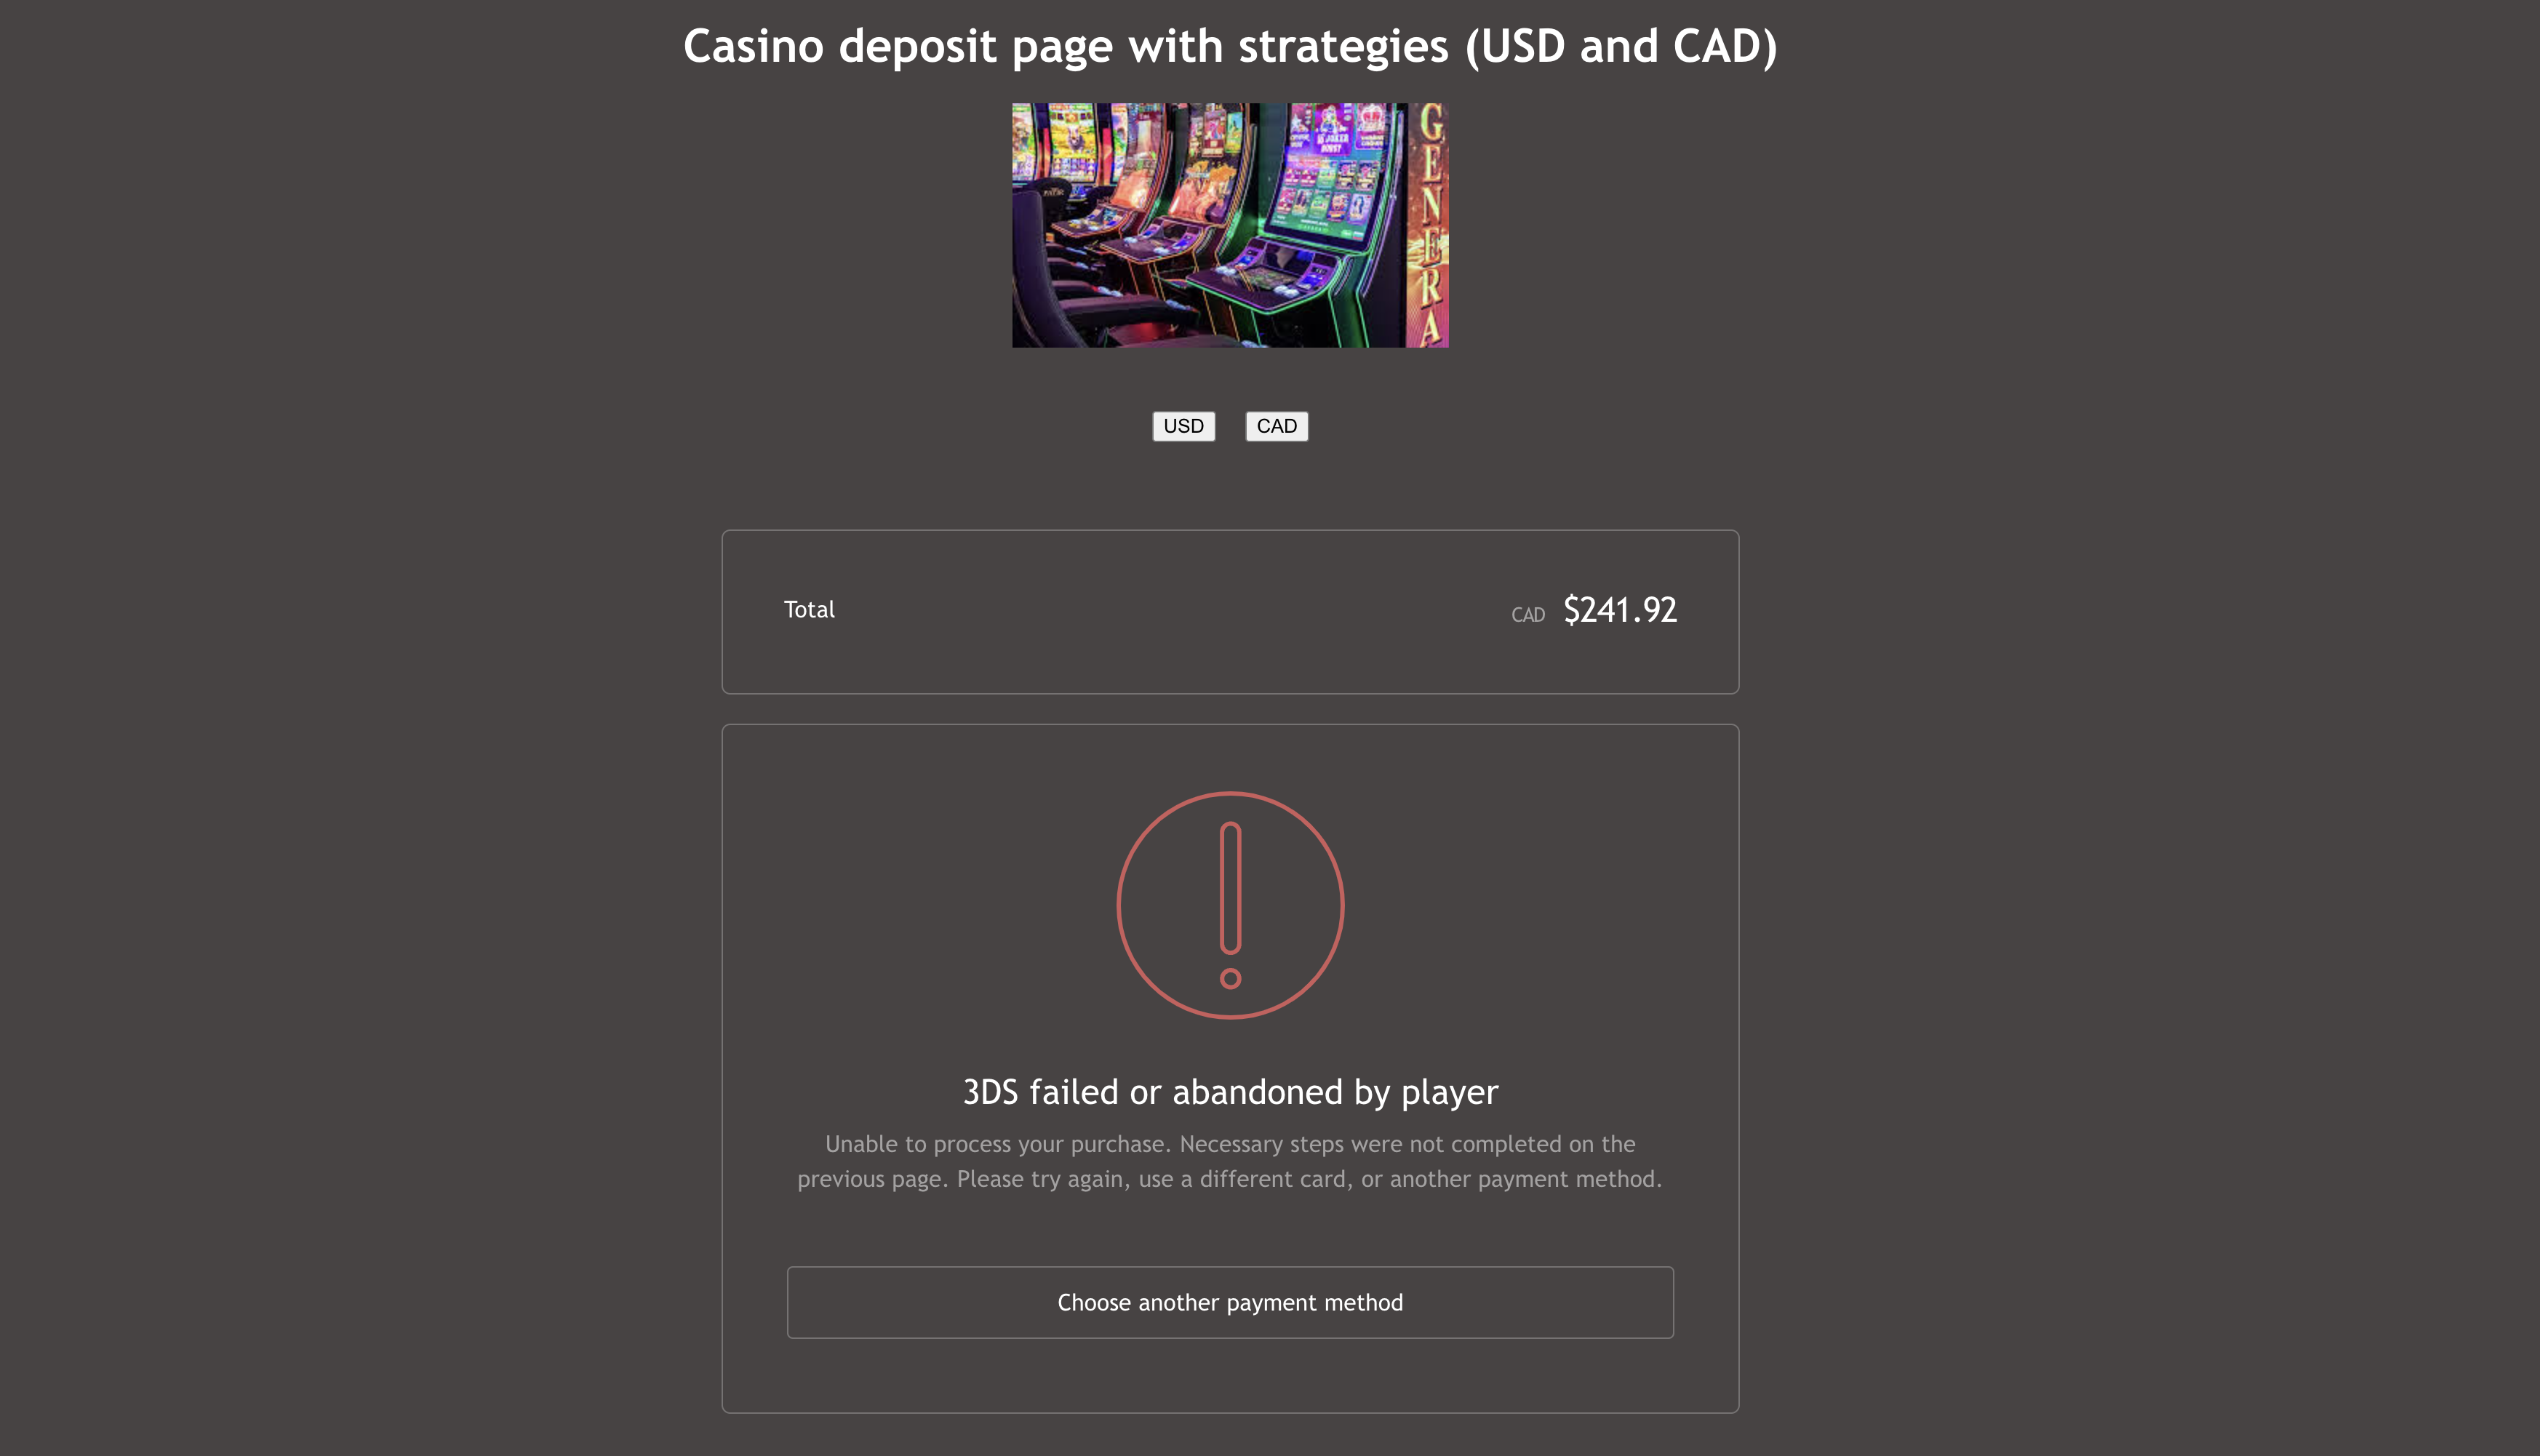 Casino deposit page with strategies (USD and CAD)
GENERA
USD
CAD
Total
CAD $241.92
3DS failed or abandoned by player
Unable to process your purchase. Necessary steps were not completed on the
previous page. Please try again, use a different card, or another payment method.
Choose another payment method